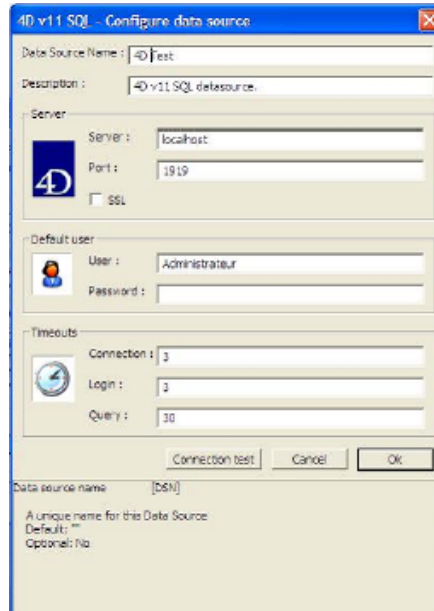 4D v11 SQL - Configure data source
Data Source Name : 4D Test
Description : 4D v11 SQL datasource.
Server
Server : localhost
Port : 1919
4D
SSL
Default user
User : Administrateur
Password :
Timeouts
Connection : 3
Login : 3
Query : 30
Connection test Cancel Ok
Data source name [DSN]
A unique name for this Data Source
Default: ""
Optional: No